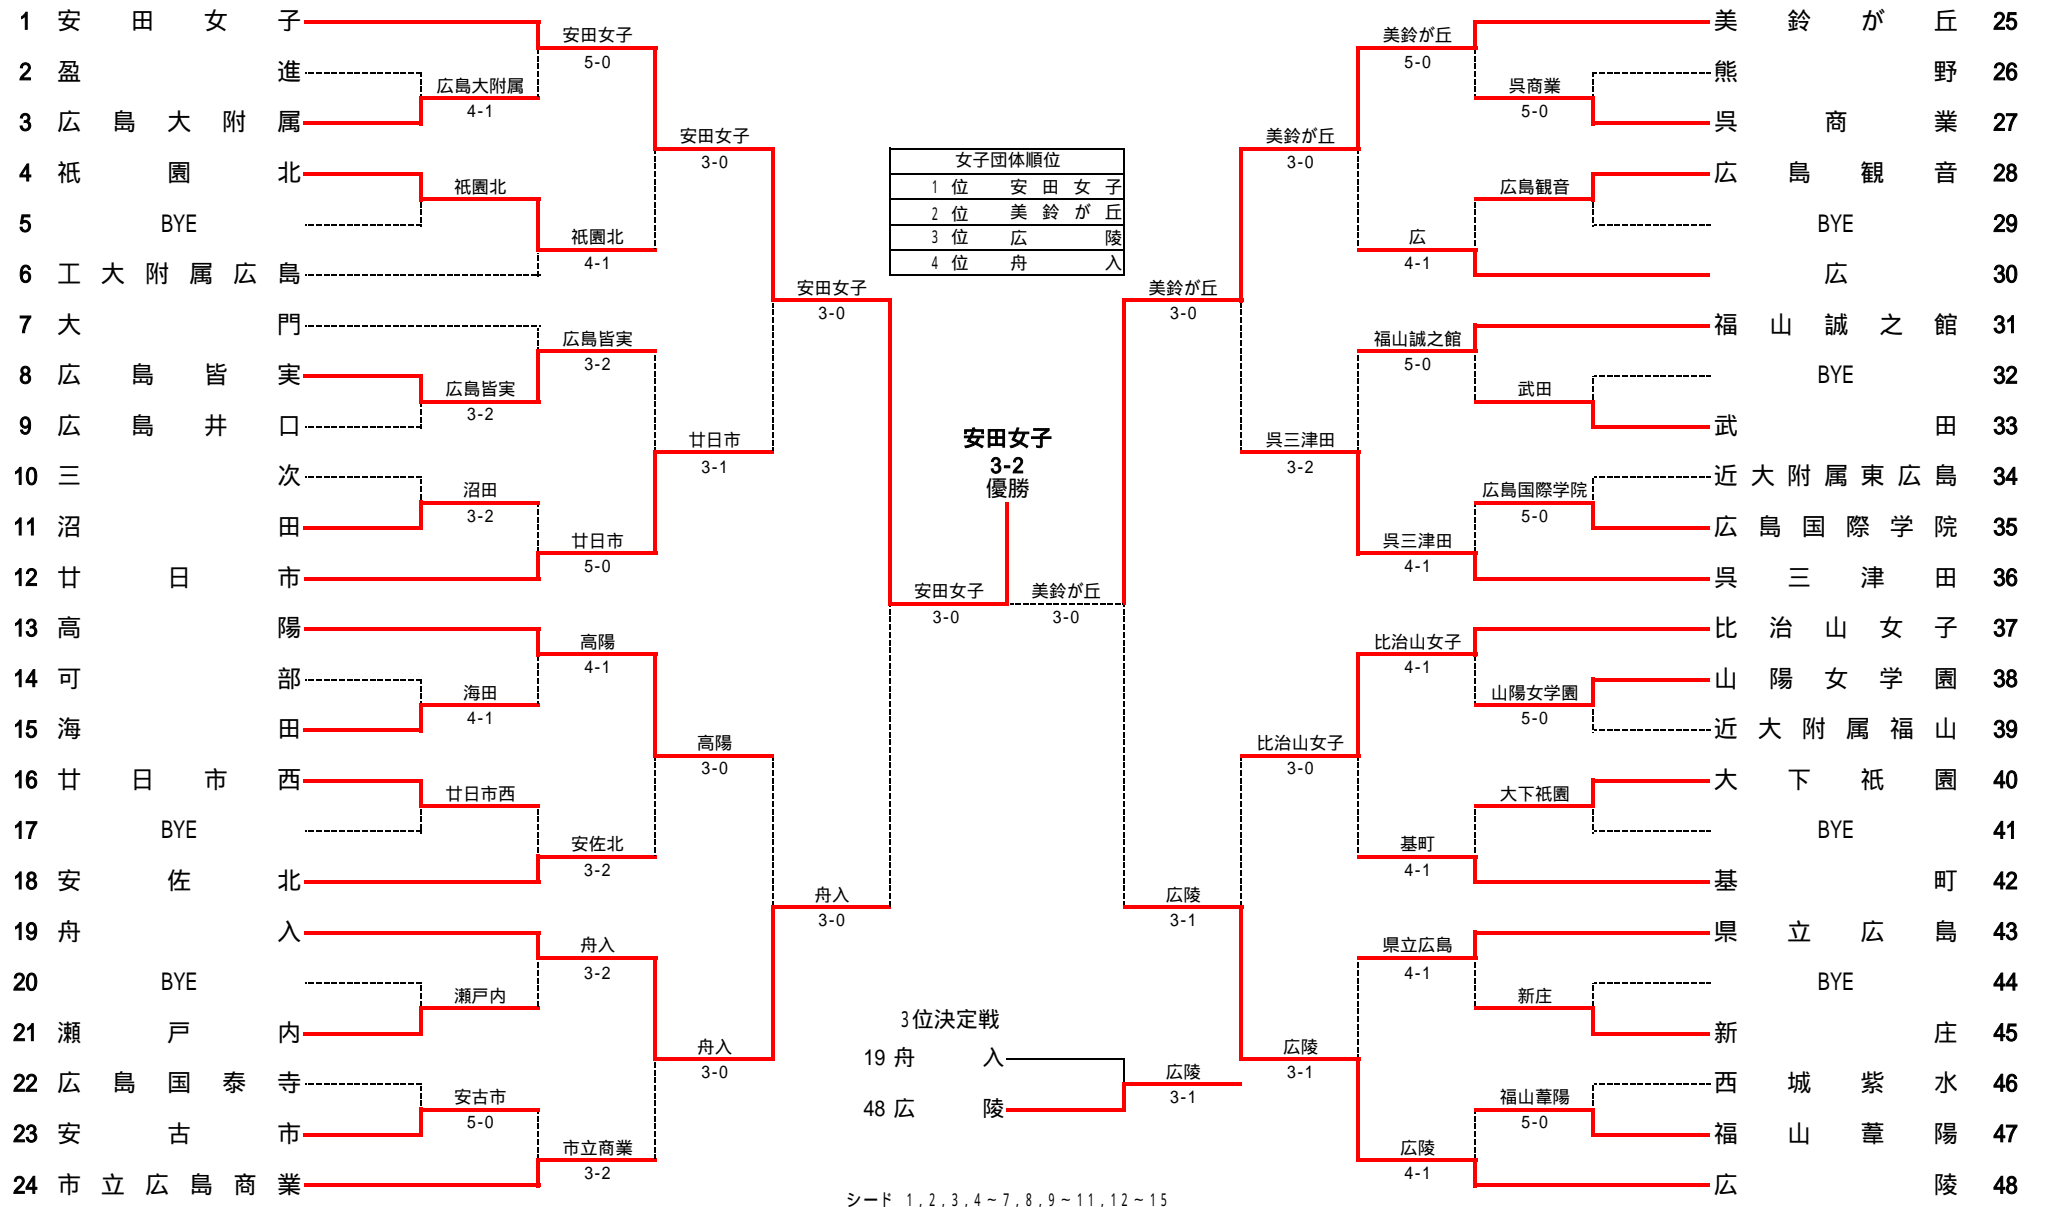 1 安田女子
2 盈進
3 広島大附属
4 祇園北
5 BYE
6 工大附属広島
7 大門
8 広島皆実
9 広島井口
10 三次
11 沼田
12 廿日市
13 高陽
14 可部
15 海田
16 廿日市西
17 BYE
18 安佐北
19 舟入
20 BYE
21 瀬戸内
22 広島国泰寺
23 安古市
24 市立広島商業
広島大附属
4-1
祇園北
広島皆実
3-2
沼田
3-2
海田
4-1
廿日市西
瀬戸内
安古市
5-0
安田女子
5-0
祇園北
4-1
広島皆実
3-2
廿日市
5-0
高陽
4-1
安佐北
3-2
舟入
3-2
市立商業
3-2
安田女子
3-0
廿日市
3-1
高陽
3-0
舟入
3-0
安田女子
3-0
舟入
3-0
安田女子
3-0
女子団体順位
1位 安田女子
2位 美鈴が丘
3位 広陵
4位 舟入
安田女子
3-2
優勝
美鈴が丘
3-0
3位決定戦
19 舟入
48 広陵
広陵
3-1
シード 1,2,3,4~7,8,9~11,12~15
美鈴が丘
3-0
広陵
3-1
美鈴が丘
3-0
呉三津田
3-2
比治山女子
3-0
広陵
3-1
美鈴が丘
5-0
広
4-1
福山誠之館
5-0
呉三津田
4-1
比治山女子
4-1
基町
4-1
県立広島
4-1
広陵
4-1
呉商業
5-0
広島観音
武田
広島国際学院
5-0
山陽女学園
5-0
大下祇園
新庄
福山葦陽
5-0
美鈴が丘 25
熊野 26
呉商業 27
広島観音 28
BYE 29
広 30
福山誠之館 31
BYE 32
武田 33
近大附属東広島 34
広島国際学院 35
呉三津田 36
比治山女子 37
山陽女学園 38
近大附属福山 39
大下祇園 40
BYE 41
基町 42
県立広島 43
BYE 44
新庄 45
西城紫水 46
福山葦陽 47
広陵 48